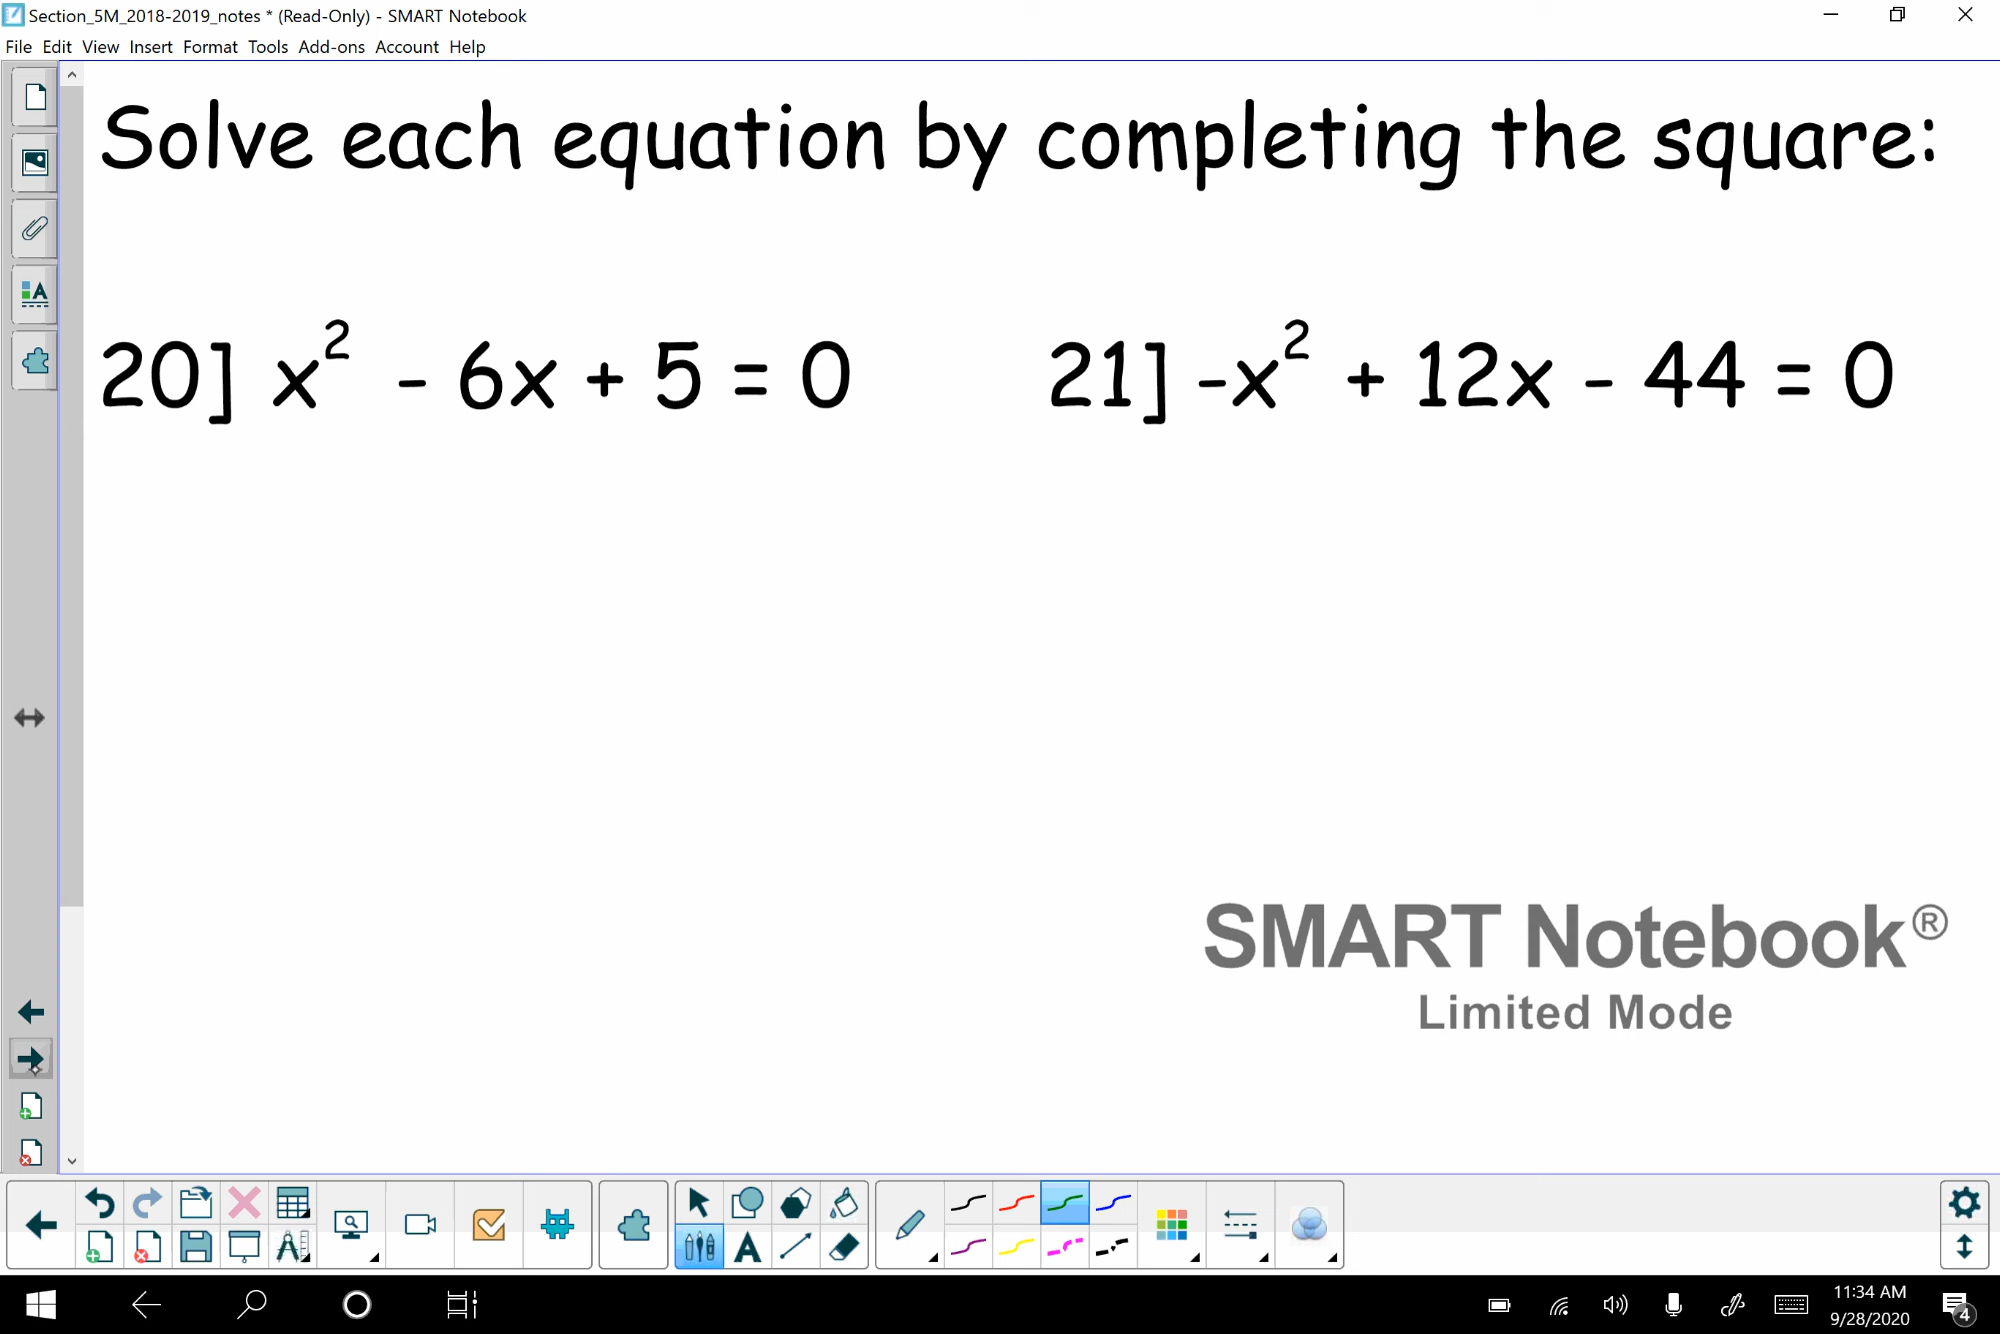 Section_5M_2018-2019_notes * (Read-Only) - SMART Notebook
File Edit View Insert Format Tools Add-ons Account Help
Solve each equation by completing the square:
20] x² - 6x + 5 = 0
21] -x² + 12x - 44 = 0
SMART Notebook®
Limited Mode
11:34 AM
9/28/2020
4